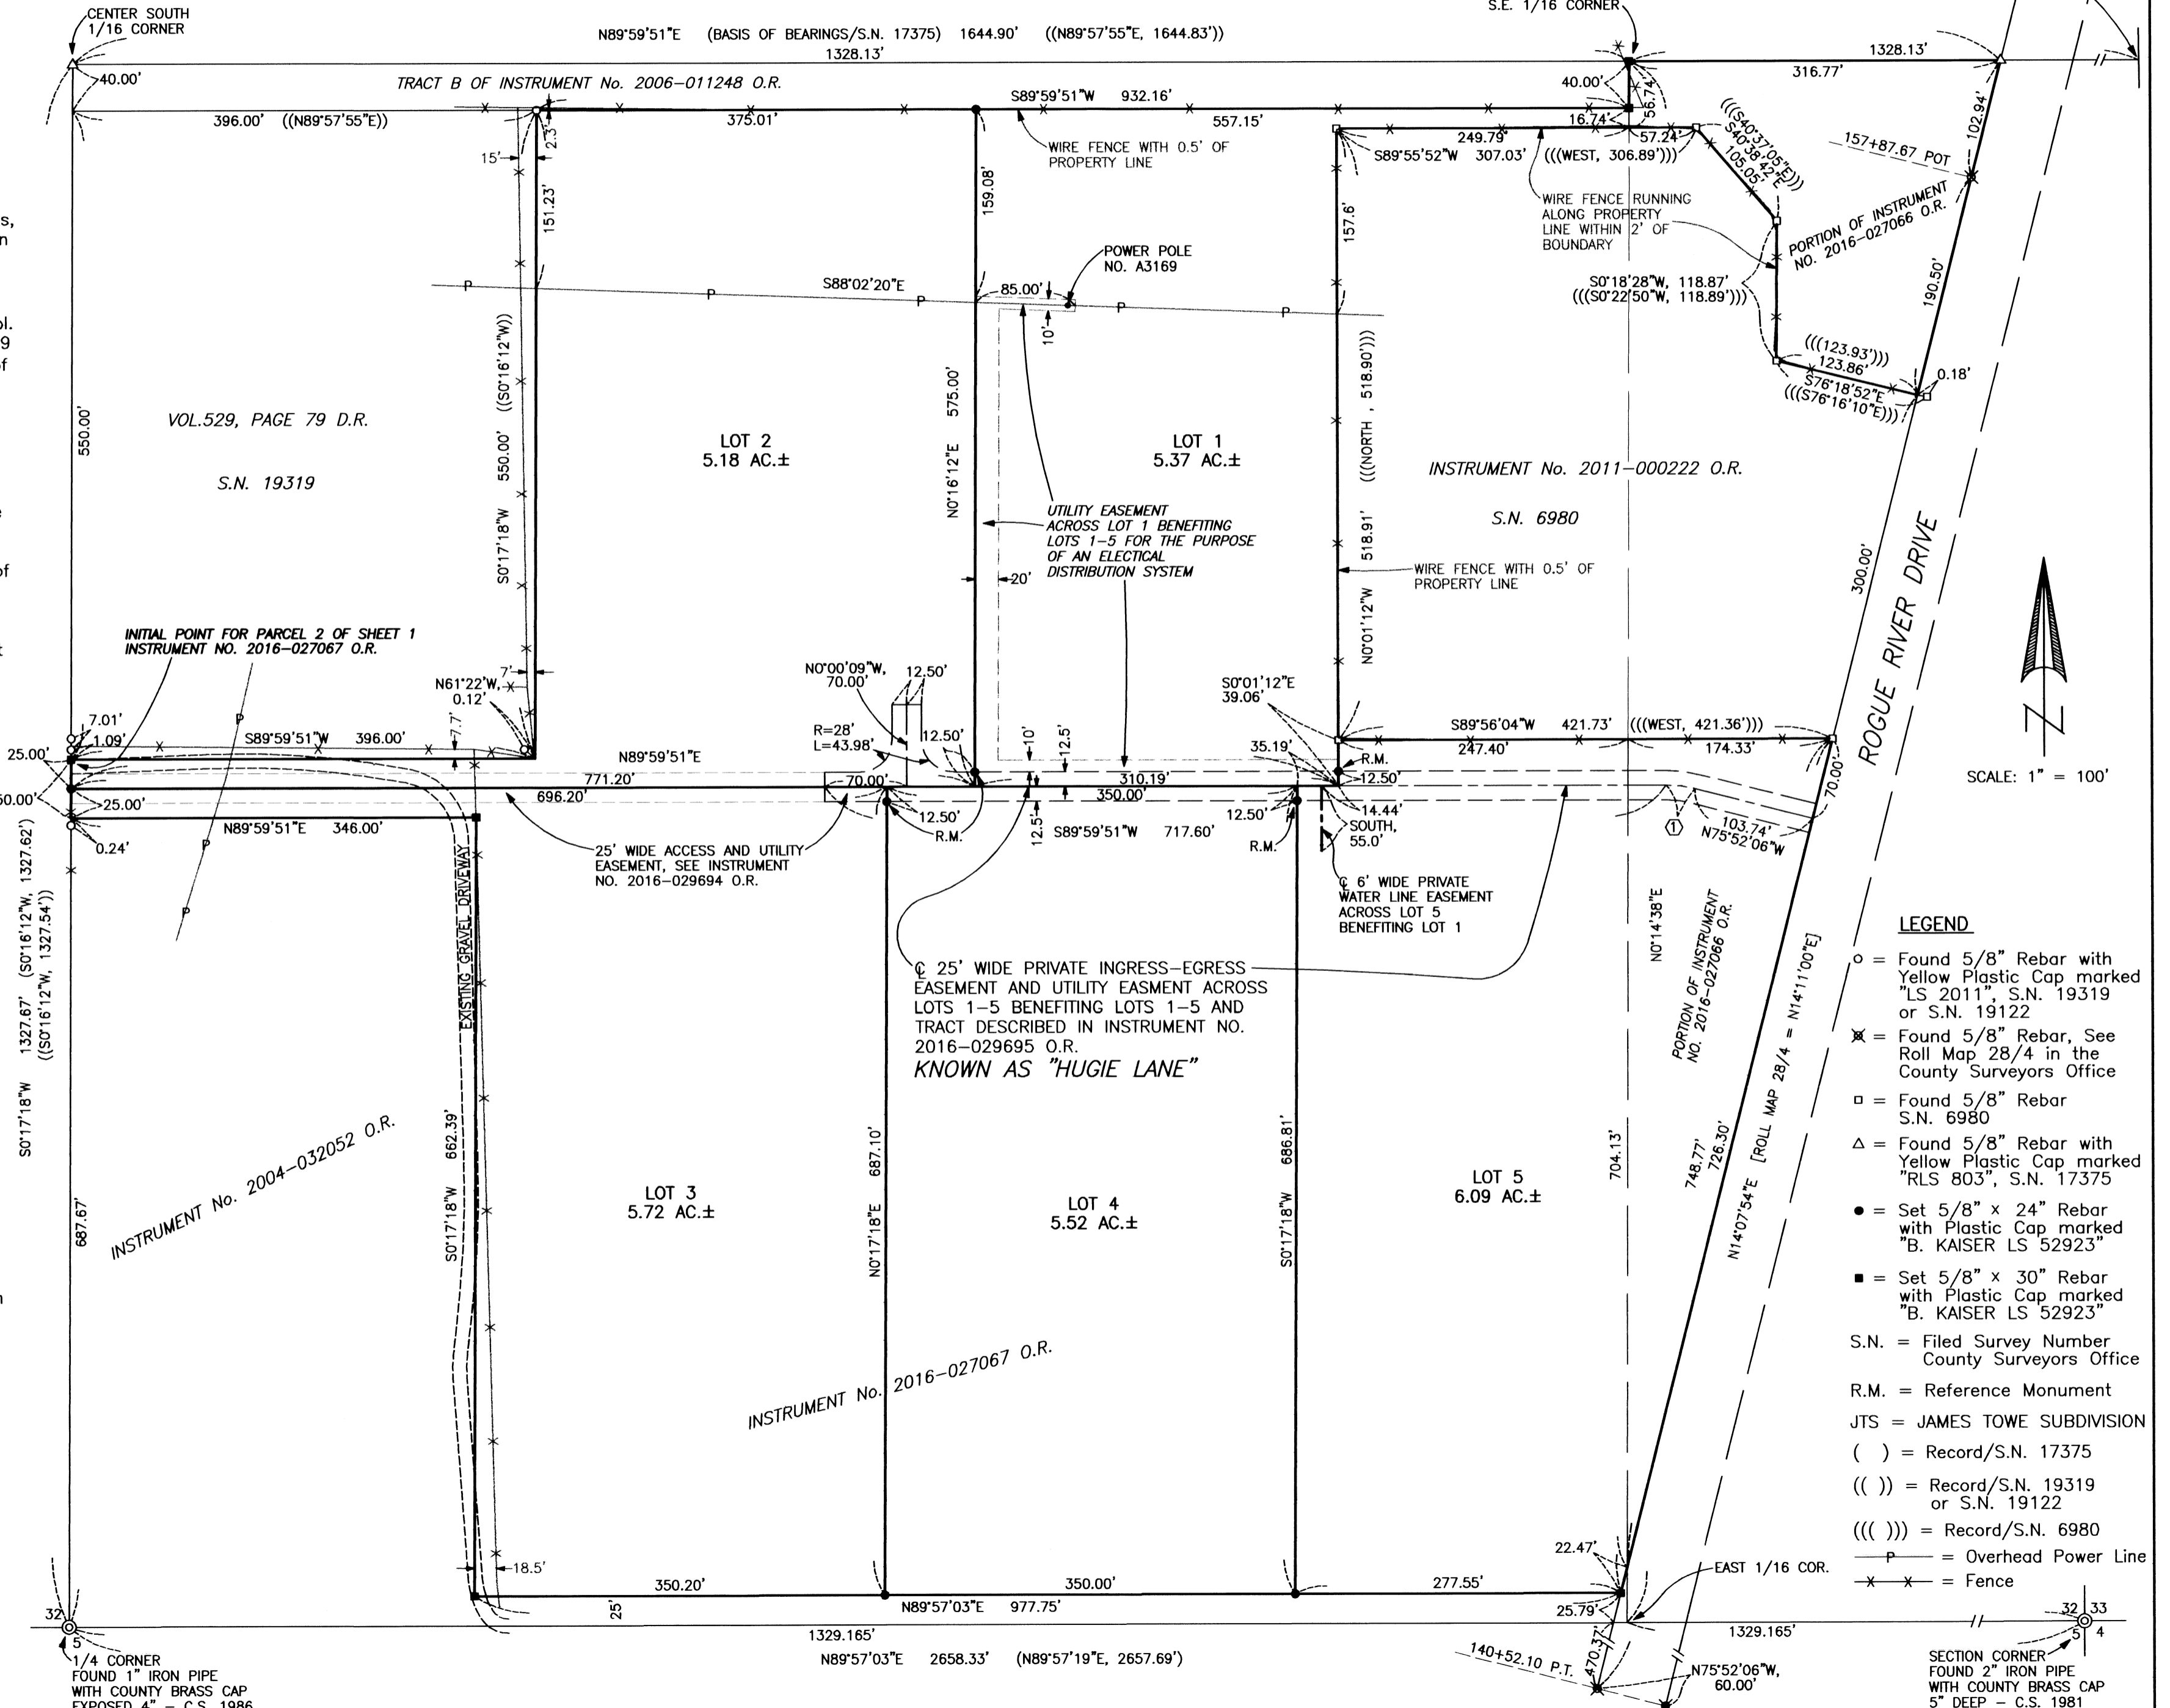 CENTER SOUTH
1/16 CORNER
N89°59'51"E (BASIS OF BEARINGS/S.N. 17375) 1644.90' ((N89°57'55"E, 1644.83'))
1328.13'
S.E. 1/16 CORNER
1328.13'
316.77'
40.00'
TRACT B OF INSTRUMENT No. 2006-011248 O.R.
40.00'
56.74'
396.00' ((N89°57'55"E))
2.3'
375.01'
S89°59'51"W 932.16'
557.15'
16.74'
249.79'
57.24'
S89°55'52"W 307.03' (((WEST, 306.89')))
(((S40°37'05"E)))
S40°38'42"E
105.05'
102.94'
157+87.67 POT
15'
WIRE FENCE WITH 0.5' OF
PROPERTY LINE
151.23'
159.08'
157.6'
WIRE FENCE RUNNING
ALONG PROPERTY
LINE WITHIN 2' OF
BOUNDARY
PORTION OF INSTRUMENT
NO. 2016-027066 O.R.
s,
n
POWER POLE
NO. A3169
S88°02'20"E
85.00'
10'
P
P
P
P
P
S0°18'28"W, 118.87'
(((S0°22'50"W, 118.89')))
190.50'
ol.
9
of
(((123.93')))
123.86'
S76°18'52"E
(((S76°16'10"E)))
0.18'
550.00'
VOL.529, PAGE 79 D.R.
S.N. 19319
S0°17'18"W 550.00' ((S0°16'12"W))
LOT 2
5.18 AC.±
N0°16'12"E 575.00'
LOT 1
5.37 AC.±
N0°01'12"W 518.91' (((NORTH , 518.90')))
INSTRUMENT No. 2011-000222 O.R.
S.N. 6980
UTILITY EASEMENT
ACROSS LOT 1 BENEFITING
LOTS 1-5 FOR THE PURPOSE
OF AN ELECTICAL
DISTRIBUTION SYSTEM
20'
WIRE FENCE WITH 0.5' OF
PROPERTY LINE
300.00'
ROGUE RIVER DRIVE
e
of
t
INITIAL POINT FOR PARCEL 2 OF SHEET 1
INSTRUMENT NO. 2016-027067 O.R.
7'
N61°22'W,
0.12'
N0°00'09"W,
70.00'
12.50'
S0°01'12"E
39.06'
7.01'
1.09'
25.00'
S89°59'51"W 396.00'
7.7'
N89°59'51"E
R=28'
L=43.98'
12.50'
10'
12.5'
35.19'
S89°56'04"W 421.73' (((WEST, 421.36')))
247.40'
174.33'
R.M.
12.50'
70.00'
SCALE: 1" = 100'
771.20'
70.00'
310.19'
50.00'
25.00'
696.20'
350.00'
12.50'
12.5'
12.50'
14.44'
N89°59'51"E 346.00'
0.24'
R.M.
S89°59'51"W 717.60'
R.M.
SOUTH,
55.0'
1
103.74'
N75°52'06"W
P
P
P
25' WIDE ACCESS AND UTILITY
EASEMENT, SEE INSTRUMENT
NO. 2016-029694 O.R.
℄ 6' WIDE PRIVATE
WATER LINE EASEMENT
ACROSS LOT 5
BENEFITING LOT 1
S0°17'18"W 1327.67' (S0°16'12"W, 1327.62')
((S0°16'12"W, 1327.54'))
EXISTING GRAVEL DRIVEWAY
℄ 25' WIDE PRIVATE INGRESS-EGRESS
EASEMENT AND UTILITY EASMENT ACROSS
LOTS 1-5 BENEFITING LOTS 1-5 AND
TRACT DESCRIBED IN INSTRUMENT NO.
2016-029695 O.R.
KNOWN AS "HUGIE LANE"
N0°14'38"E
704.13'
PORTION OF INSTRUMENT
NO. 2016-027066 O.R.
748.77'
726.30'
N14°07'54"E [ROLL MAP 28/4 = N14°11'00"E]
687.67'
INSTRUMENT No. 2004-032052 O.R.
S0°17'18"W 662.39'
LOT 3
5.72 AC.±
N0°17'18"E 687.10'
LOT 4
5.52 AC.±
S0°17'18"W 686.81'
LOT 5
6.09 AC.±
INSTRUMENT No. 2016-027067 O.R.
LEGEND
= Found 5/8" Rebar with
Yellow Plastic Cap marked
"LS 2011", S.N. 19319
or S.N. 19122
= Found 5/8" Rebar, See
Roll Map 28/4 in the
County Surveyors Office
= Found 5/8" Rebar
S.N. 6980
= Found 5/8" Rebar with
Yellow Plastic Cap marked
"RLS 803", S.N. 17375
= Set 5/8" x 24" Rebar
with Plastic Cap marked
"B. KAISER LS 52923"
= Set 5/8" x 30" Rebar
with Plastic Cap marked
"B. KAISER LS 52923"
S.N. = Filed Survey Number
County Surveyors Office
R.M. = Reference Monument
JTS = JAMES TOWE SUBDIVISION
( ) = Record/S.N. 17375
(( )) = Record/S.N. 19319
or S.N. 19122
((( ))) = Record/S.N. 6980
P = Overhead Power Line
x x = Fence
18.5'
25'
350.20'
350.00'
277.55'
22.47'
N89°57'03"E 977.75'
25.79'
EAST 1/16 COR.
32
5
1329.165'
1329.165'
32 33
5 4
N89°57'03"E 2658.33' (N89°57'19"E, 2657.69')
140+52.10 P.T.
470.37'
N75°52'06"W,
60.00'
1/4 CORNER
FOUND 1" IRON PIPE
WITH COUNTY BRASS CAP
EXPOSED 4" - C.S. 1986
SECTION CORNER
FOUND 2" IRON PIPE
WITH COUNTY BRASS CAP
5" DEEP - C.S. 1981